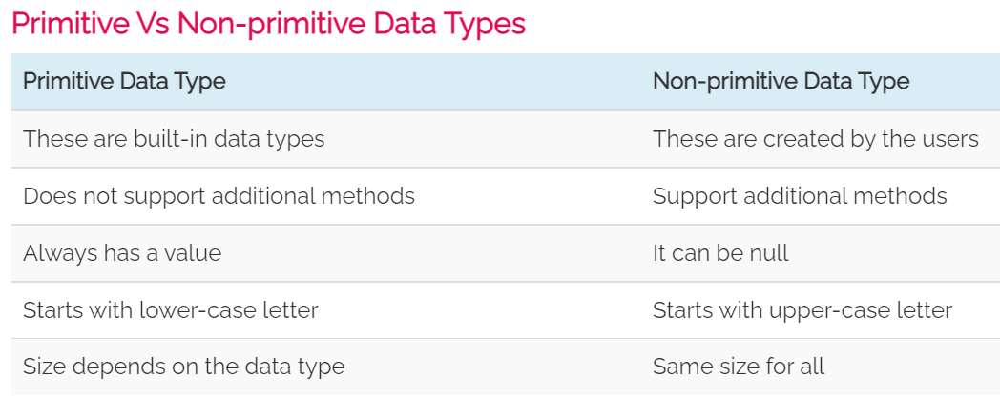 Primitive Vs Non-primitive Data Types
Primitive Data Type Non-primitive Data Type
These are built-in data types These are created by the users
Does not support additional methods Support additional methods
Always has a value It can be null
Starts with lower-case letter Starts with upper-case letter
Size depends on the data type Same size for all